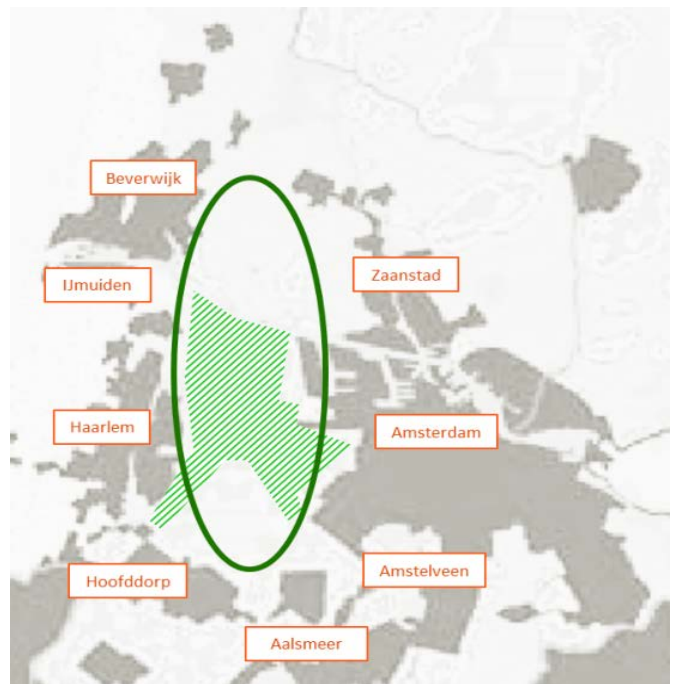 Beverwijk
IJmuiden
Zaanstad
Haarlem
Amsterdam
Hoofddorp
Amstelveen
Aalsmeer